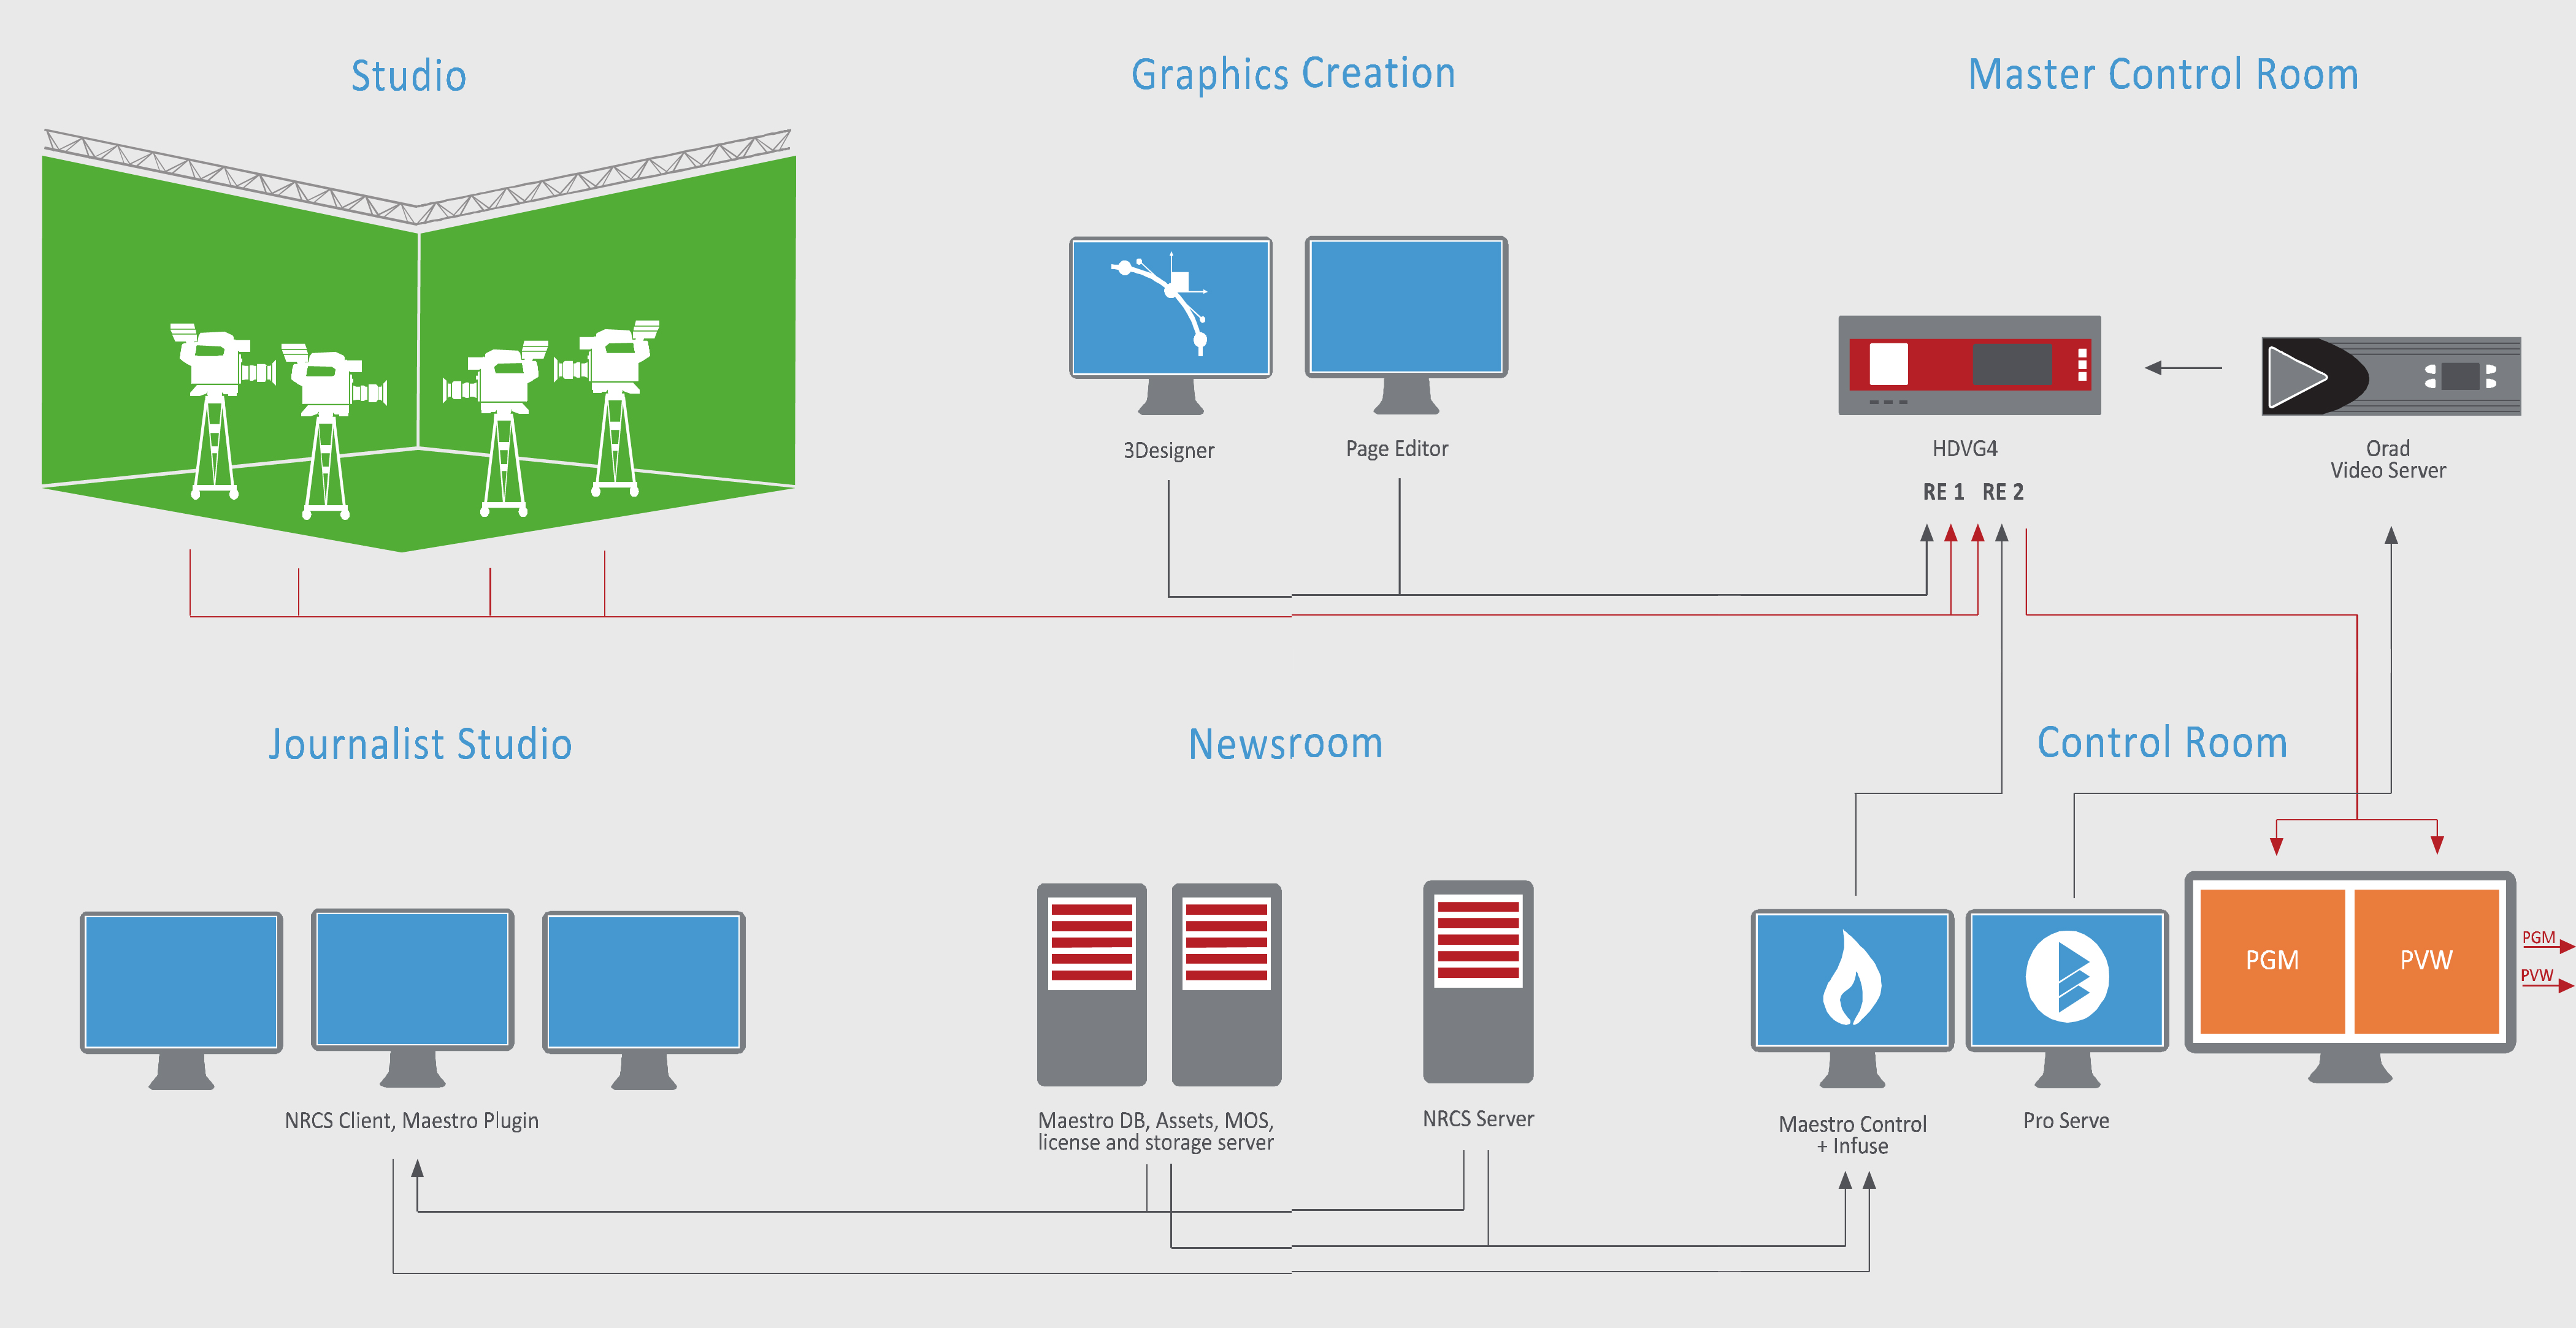 Studio
Graphics Creation
Master Control Room
3Designer
Page Editor
HDVG4
RE 1 RE 2
Orad
Video Server
Journalist Studio
Newsroom
Control Room
PGM
PVW
PGM
PVW
NRCS Client, Maestro Plugin
Maestro DB, Assets, MOS,
license and storage server
NRCS Server
Maestro Control
+ Infuse
Pro Serve